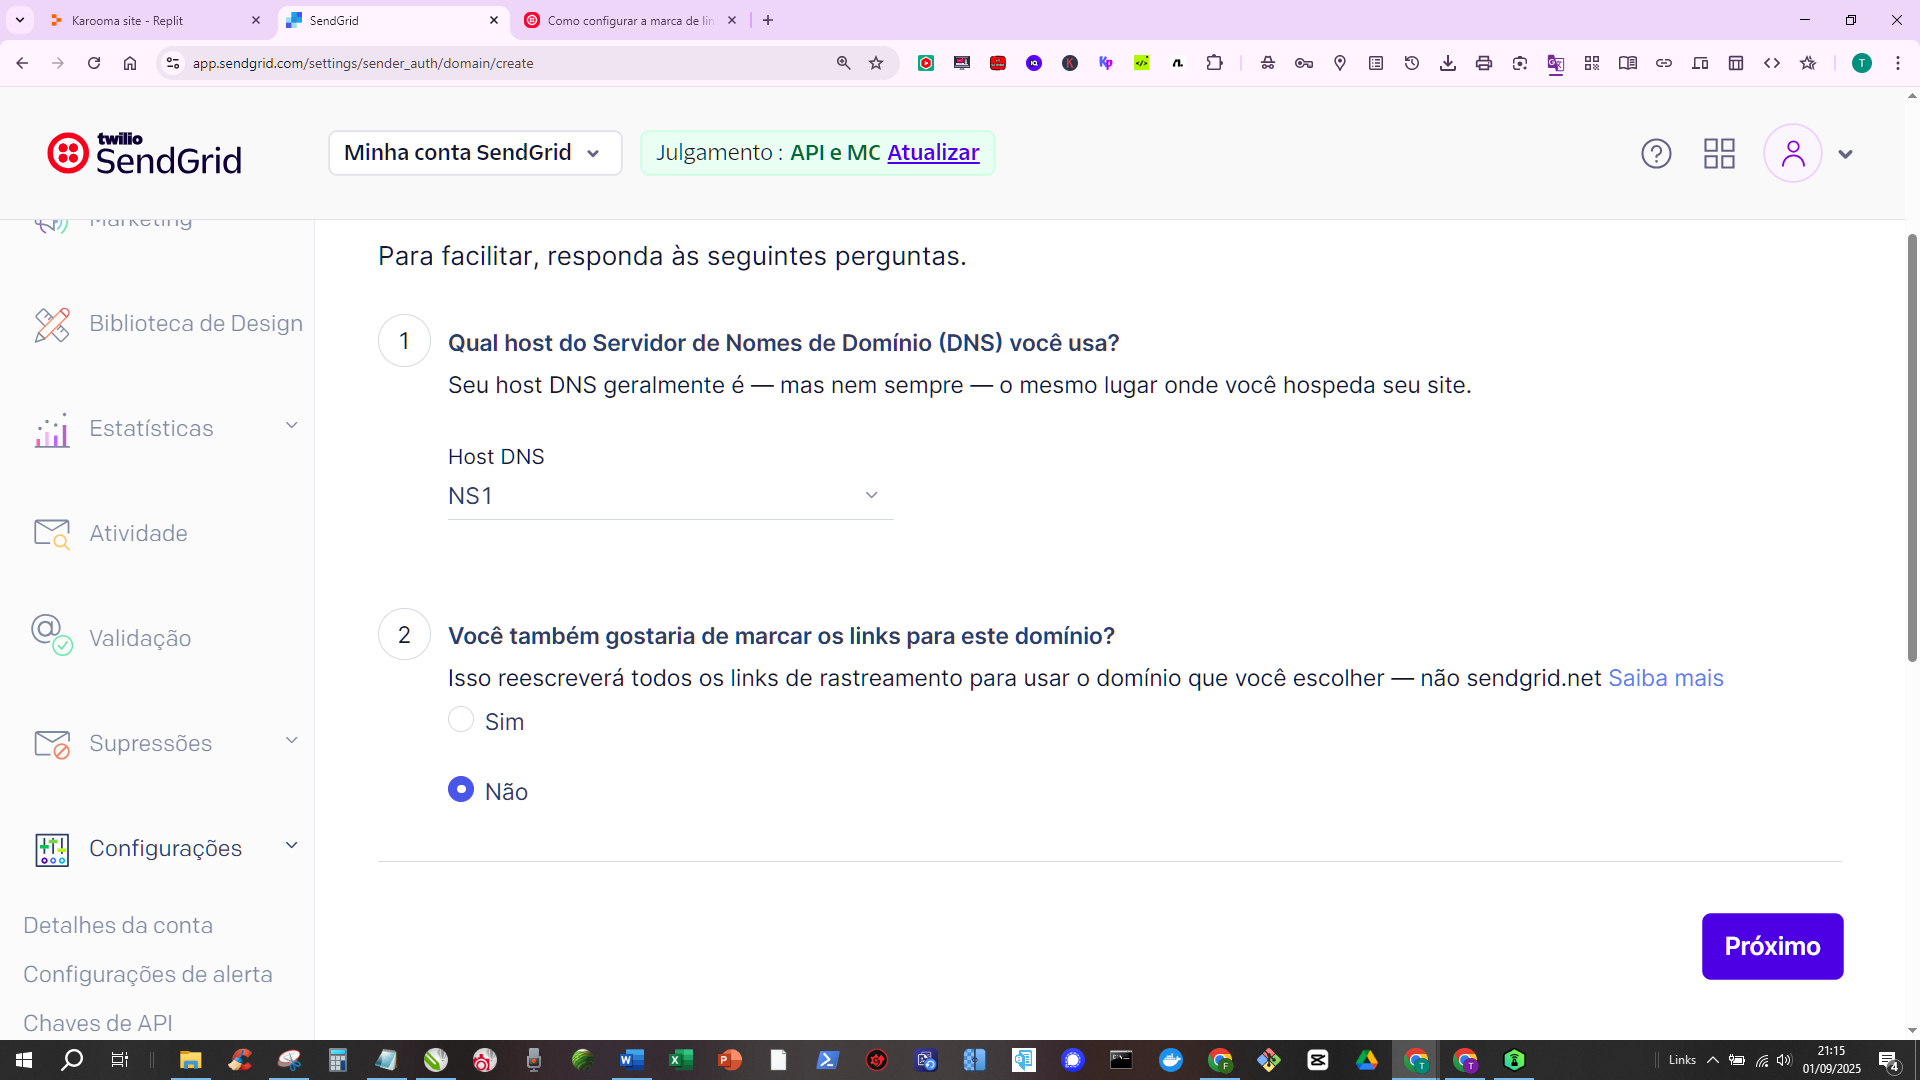 Karooma site - Replit
SendGrid
Como configurar a marca de lin
app.sendgrid.com/settings/sender_auth/domain/create
T
twilio
SendGrid
Minha conta SendGrid
Julgamento : API e MC Atualizar
Marketing
Biblioteca de Design
Estatísticas
Atividade
Validação
Supressões
Configurações
Detalhes da conta
Configurações de alerta
Chaves de API
Para facilitar, responda às seguintes perguntas.
1
Qual host do Servidor de Nomes de Domínio (DNS) você usa?
Seu host DNS geralmente é — mas nem sempre — o mesmo lugar onde você hospeda seu site.
Host DNS
NS1
2
Você também gostaria de marcar os links para este domínio?
Isso reescreverá todos os links de rastreamento para usar o domínio que você escolher — não sendgrid.net Saiba mais
Sim
Não
Próximo
Links
21:15
01/09/2025
4